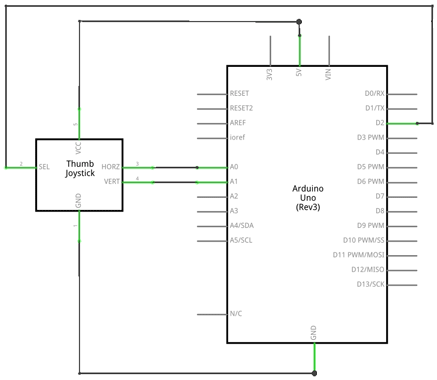 3V3
5V
VIN
RESET
RESET2
AREF
ioref
A0
A1
A2
A3
A4/SDA
A5/SCL
N/C
Arduino
Uno
(Rev3)
D0/RX
D1/TX
D2
D3 PWM
D4
D5 PWM
D6 PWM
D7
D8
D9 PWM
D10 PWM/SS
D11 PWM/MOSI
D12/MISO
D13/SCK
GND
VCC
2
SEL
Thumb
Joystick
HORZ
3
VERT
4
GND
1